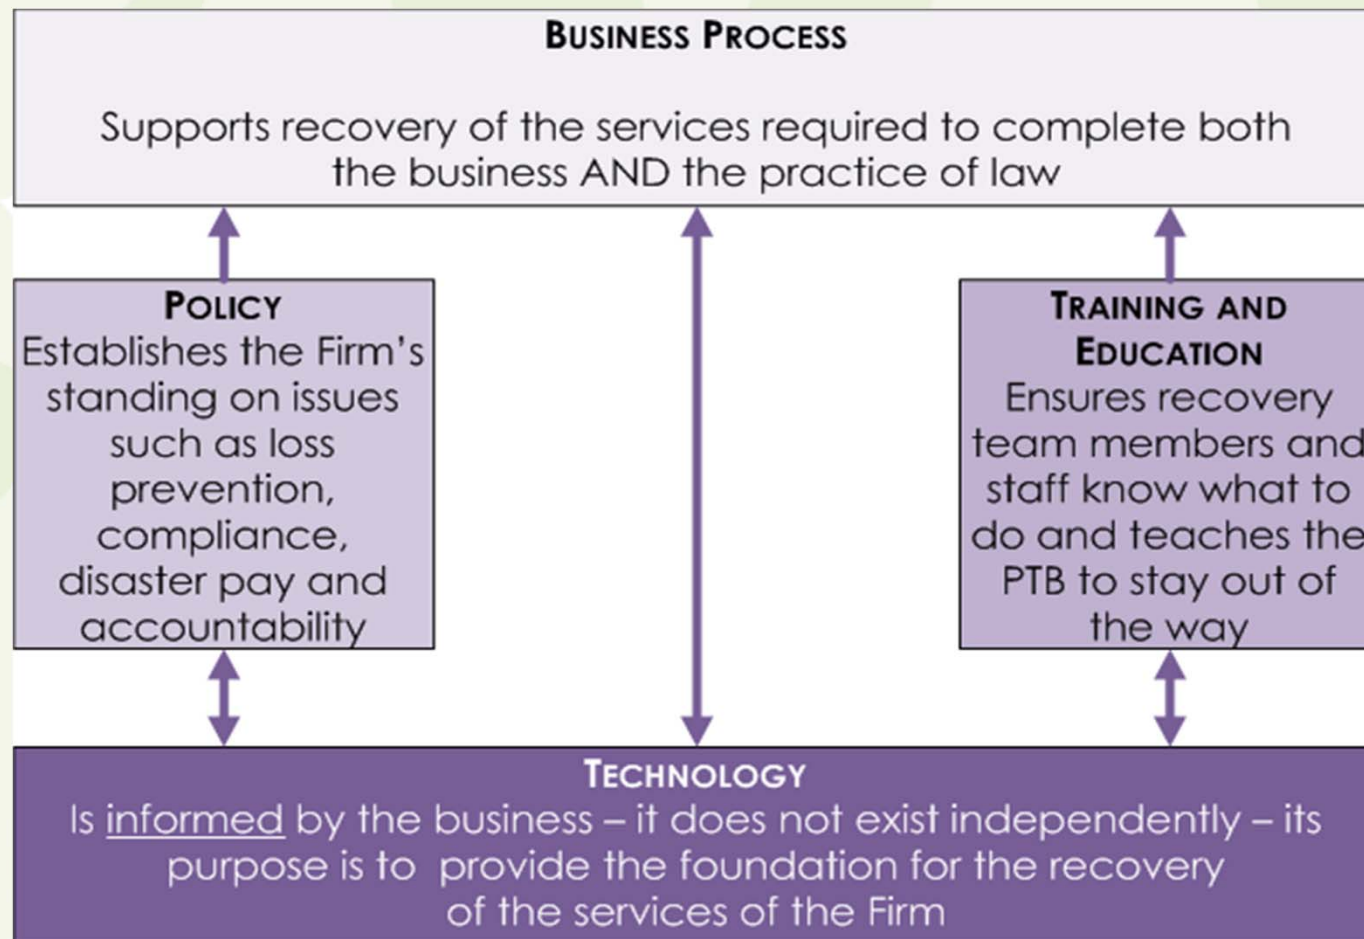 BUSINESS PROCESS
Supports recovery of the services required to complete both
the business AND the practice of law
POLICY
Establishes the Firm’s
standing on issues
such as loss
prevention,
compliance,
disaster pay and
accountability
TRAINING AND
EDUCATION
Ensures recovery
team members and
staff know what to
do and teaches the
PTB to stay out of
the way
TECHNOLOGY
Is informed by the business – it does not exist independently – its
purpose is to  provide the foundation for the recovery
of the services of the Firm